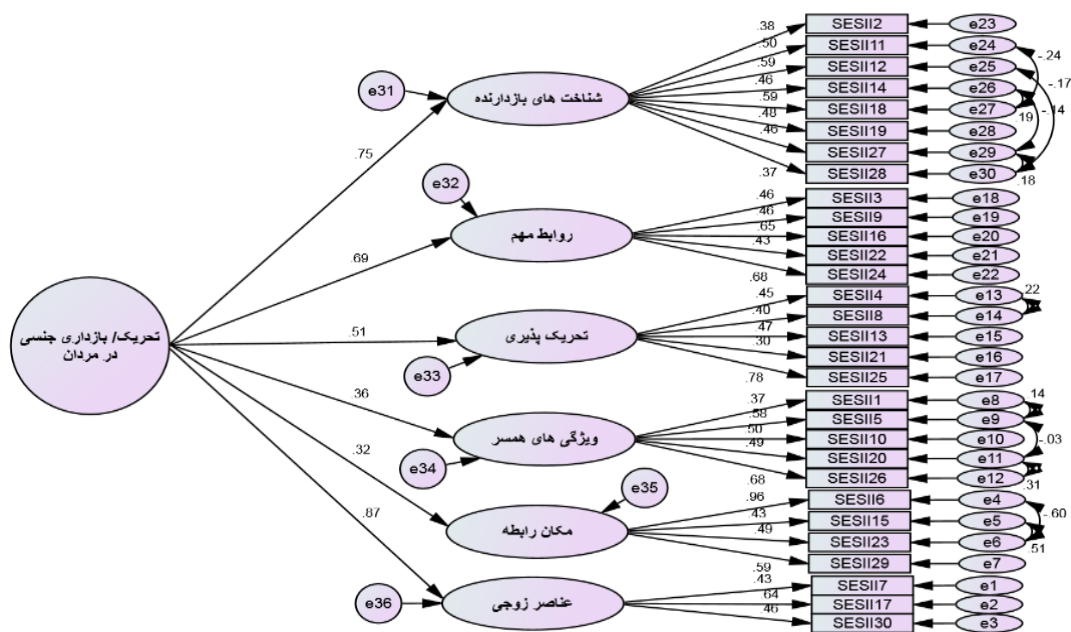 .38
SESII2
e23
.50
SESII11
e24
-.24
.59
SESII12
e25
-.17
e31
شناخت های بازدارنده
.46
SESII14
e26
.59
SESII18
e27
-.14
.48
SESII19
e28
.19
.46
SESII27
e29
.75
.37
SESII28
e30
.18
e32
.46
SESII3
e18
.46
SESII9
e19
روابط مهم
.65
SESII16
e20
.43
SESII22
e21
.69
.68
SESII24
e22
.45
SESII4
e13
.22
.40
SESII8
e14
تحریک/ بازداری جنسی
در مردان
.51
تحریک پذیری
.47
SESII13
e15
.30
SESII21
e16
e33
.78
SESII25
e17
.36
.37
SESII1
e8
.14
.58
SESII5
e9
ویژگی های همسر
.50
SESII10
e10
-.03
.49
SESII20
e11
e34
.68
SESII26
e12
.31
.32
e35
.96
SESII6
e4
.43
SESII15
e5
-.60
مکان رابطه
.49
SESII23
e6
.51
.87
.59
SESII29
e7
.43
SESII7
e1
e36
عناصر زوجی
.64
SESII17
e2
.46
SESII30
e3